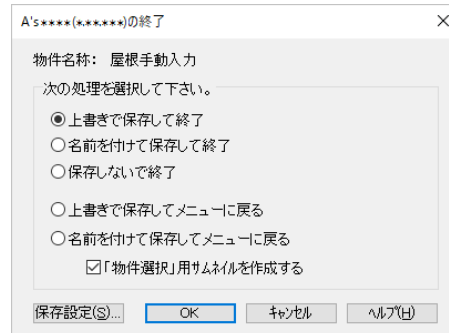 A's∗∗∗∗(∗.∗∗.∗∗∗)の終了
物件名称： 屋根手動入力
次の処理を選択して下さい。
上書きで保存して終了
名前を付けて保存して終了
保存しないで終了
上書きで保存してメニューに戻る
名前を付けて保存してメニューに戻る
「物件選択」用サムネイルを作成する
保存設定(S)... OK ｷｬﾝｾﾙ ﾍﾙﾌﾟ(H)